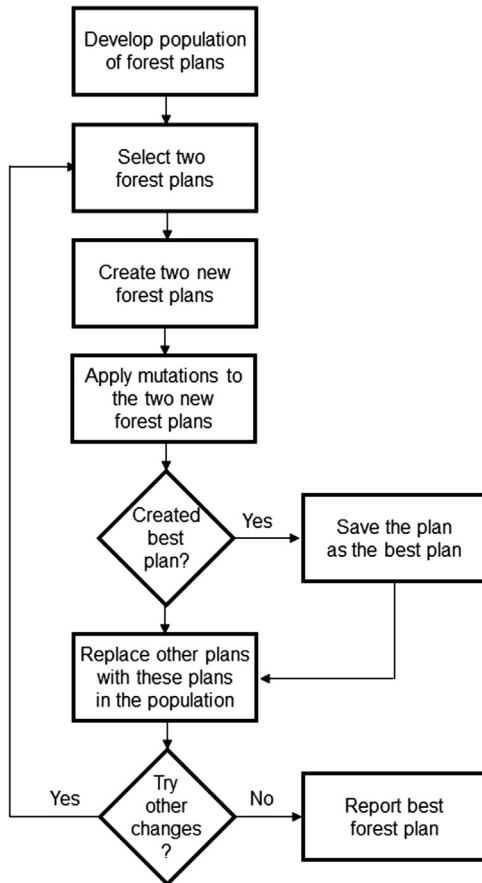 Develop population
of forest plans
Select two
forest plans
Create two new
forest plans
Apply mutations to
the two new
forest plans
Created
best
plan?
Yes
Save the plan
as the best plan
Replace other plans
with these plans
in the population
Yes
Try
other
changes
?
No
Report best
forest plan